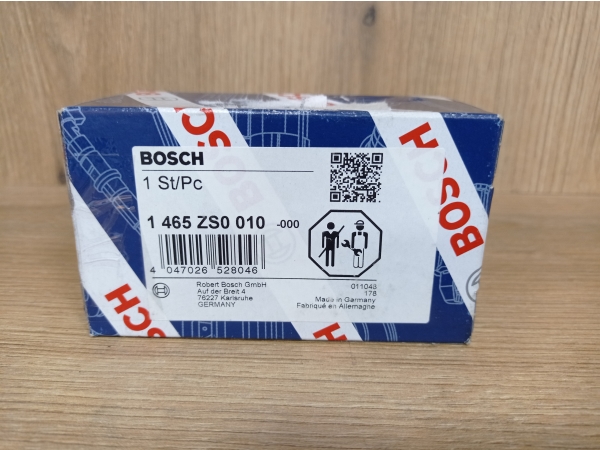 BOSCH
BOSCH
BOSCH
BOSCH
1 St/Pc
1 465 ZS0 010 -000
4 047026 528046
Robert Bosch GmbH
Auf der Breit 4
76227 Karlsruhe
GERMANY
011043
178
Made in Germany
Fabriqué en Allemagne